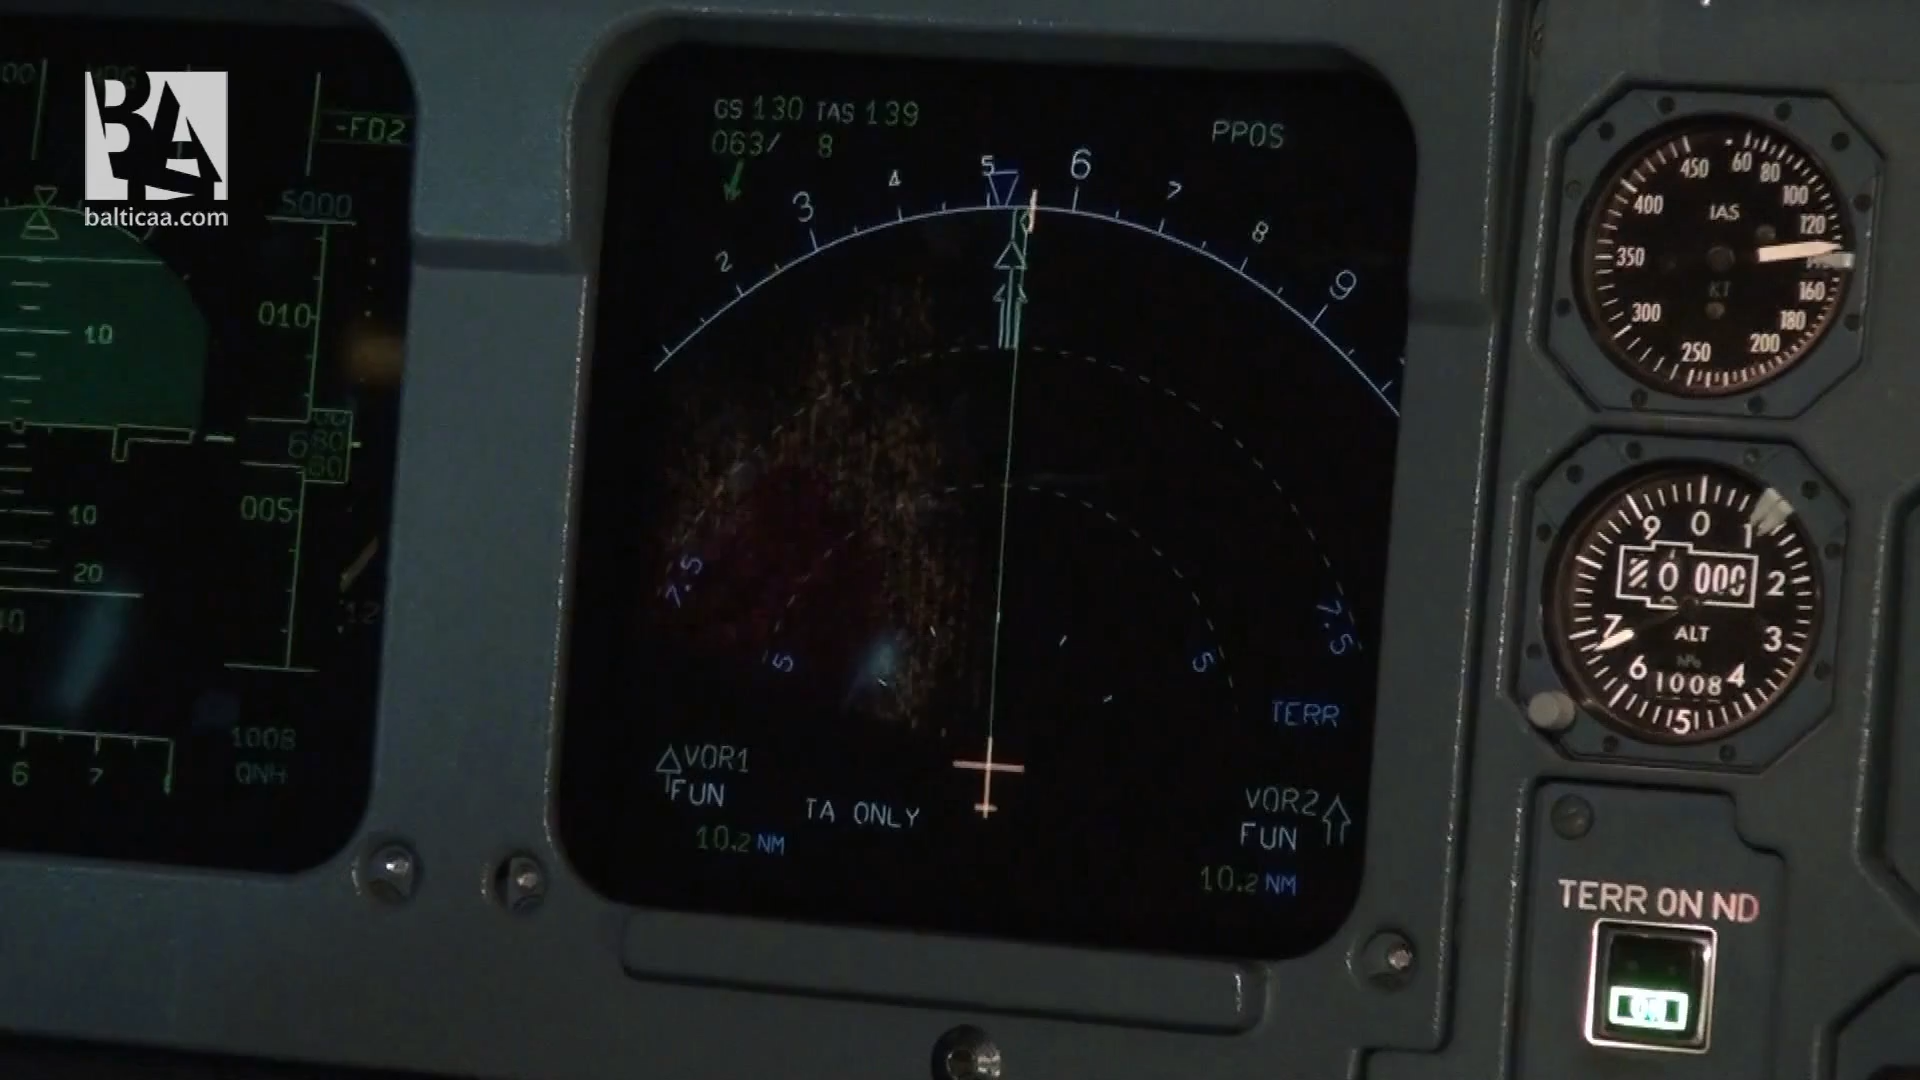 BA
balticaa.com
-FD2
5000
10
010
680
10
005
20
1008
QNH
6 7
GS 130 TAS 139
063/ 8
PPOS
2 3 4 5 6 7 8 9
7.5 7.5
5 5
TERR
VOR1
FUN
10.2 NM
TA ONLY
VOR2
FUN
10.2 NM
60 80 100 120 160 180 200 250 300 350 400 450
IAS
KT
0 1 2 3 4 5 6 7 9
0 000
ALT
hPa
1008
TERR ON ND
ON